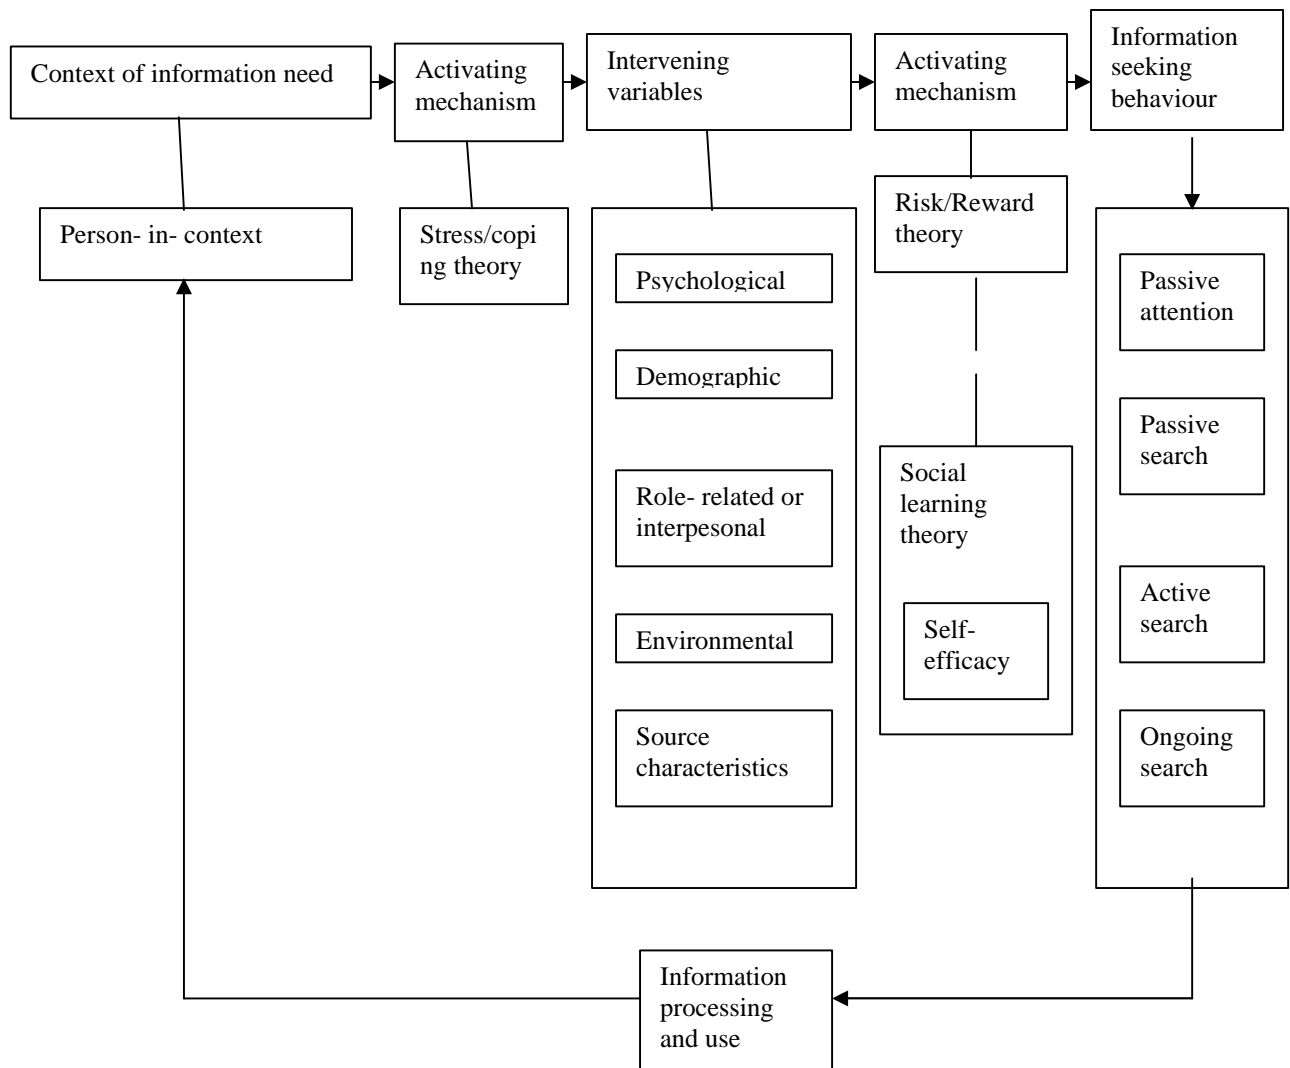 Context of information need
Activating
mechanism
Intervening
variables
Activating
mechanism
Information
seeking
behaviour
Person- in- context
Stress/copi
ng theory
Psychological
Demographic
Role- related or
interpesonal
Environmental
Source
characteristics
Risk/Reward
theory
Social
learning
theory
Self-
efficacy
Passive
attention
Passive
search
Active
search
Ongoing
search
Information
processing
and use